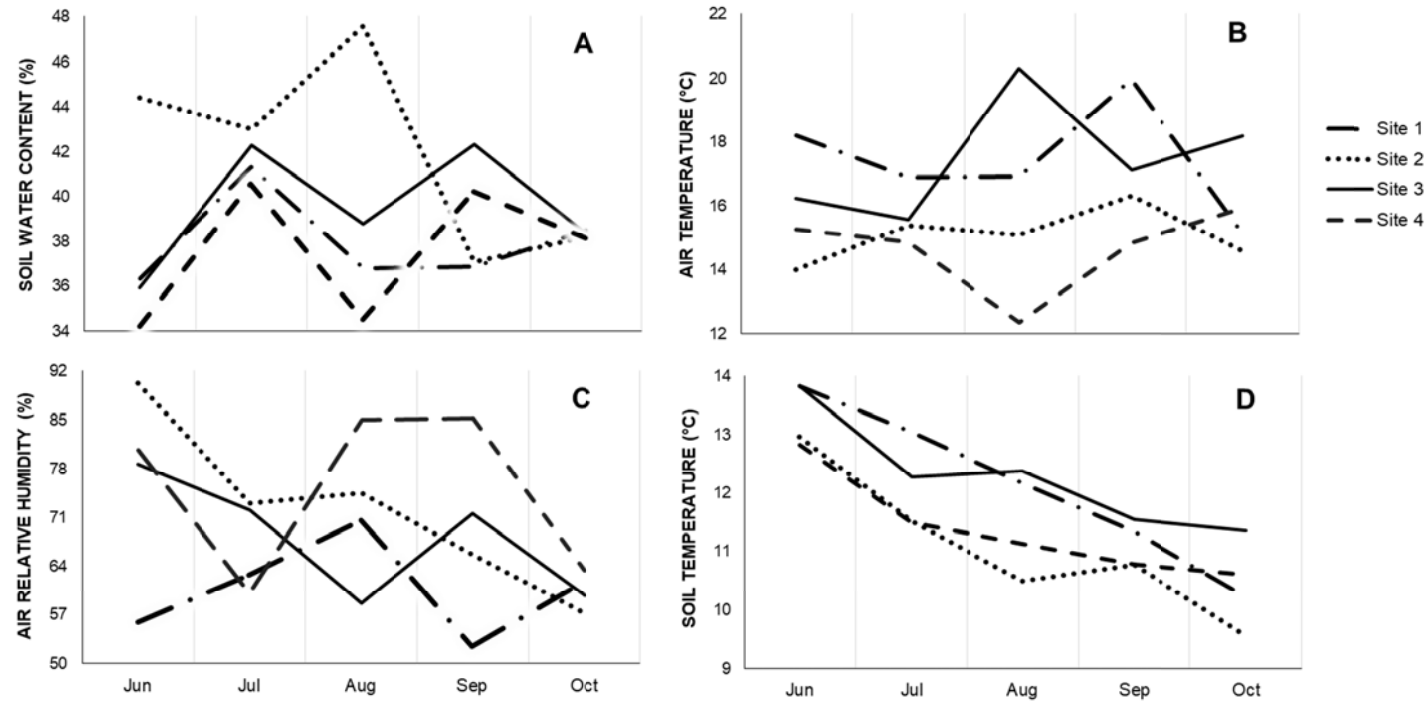 A
SOIL WATER CONTENT (%)
48
46
44
42
40
38
36
34
B
AIR TEMPERATURE (°C)
22
20
18
16
14
12
Site 1
Site 2
Site 3
Site 4
C
AIR RELATIVE HUMIDITY (%)
92
85
78
71
64
57
50
Jun Jul Aug Sep Oct
D
SOIL TEMPERATURE (°C)
14
13
12
11
10
9
Jun Jul Aug Sep Oct